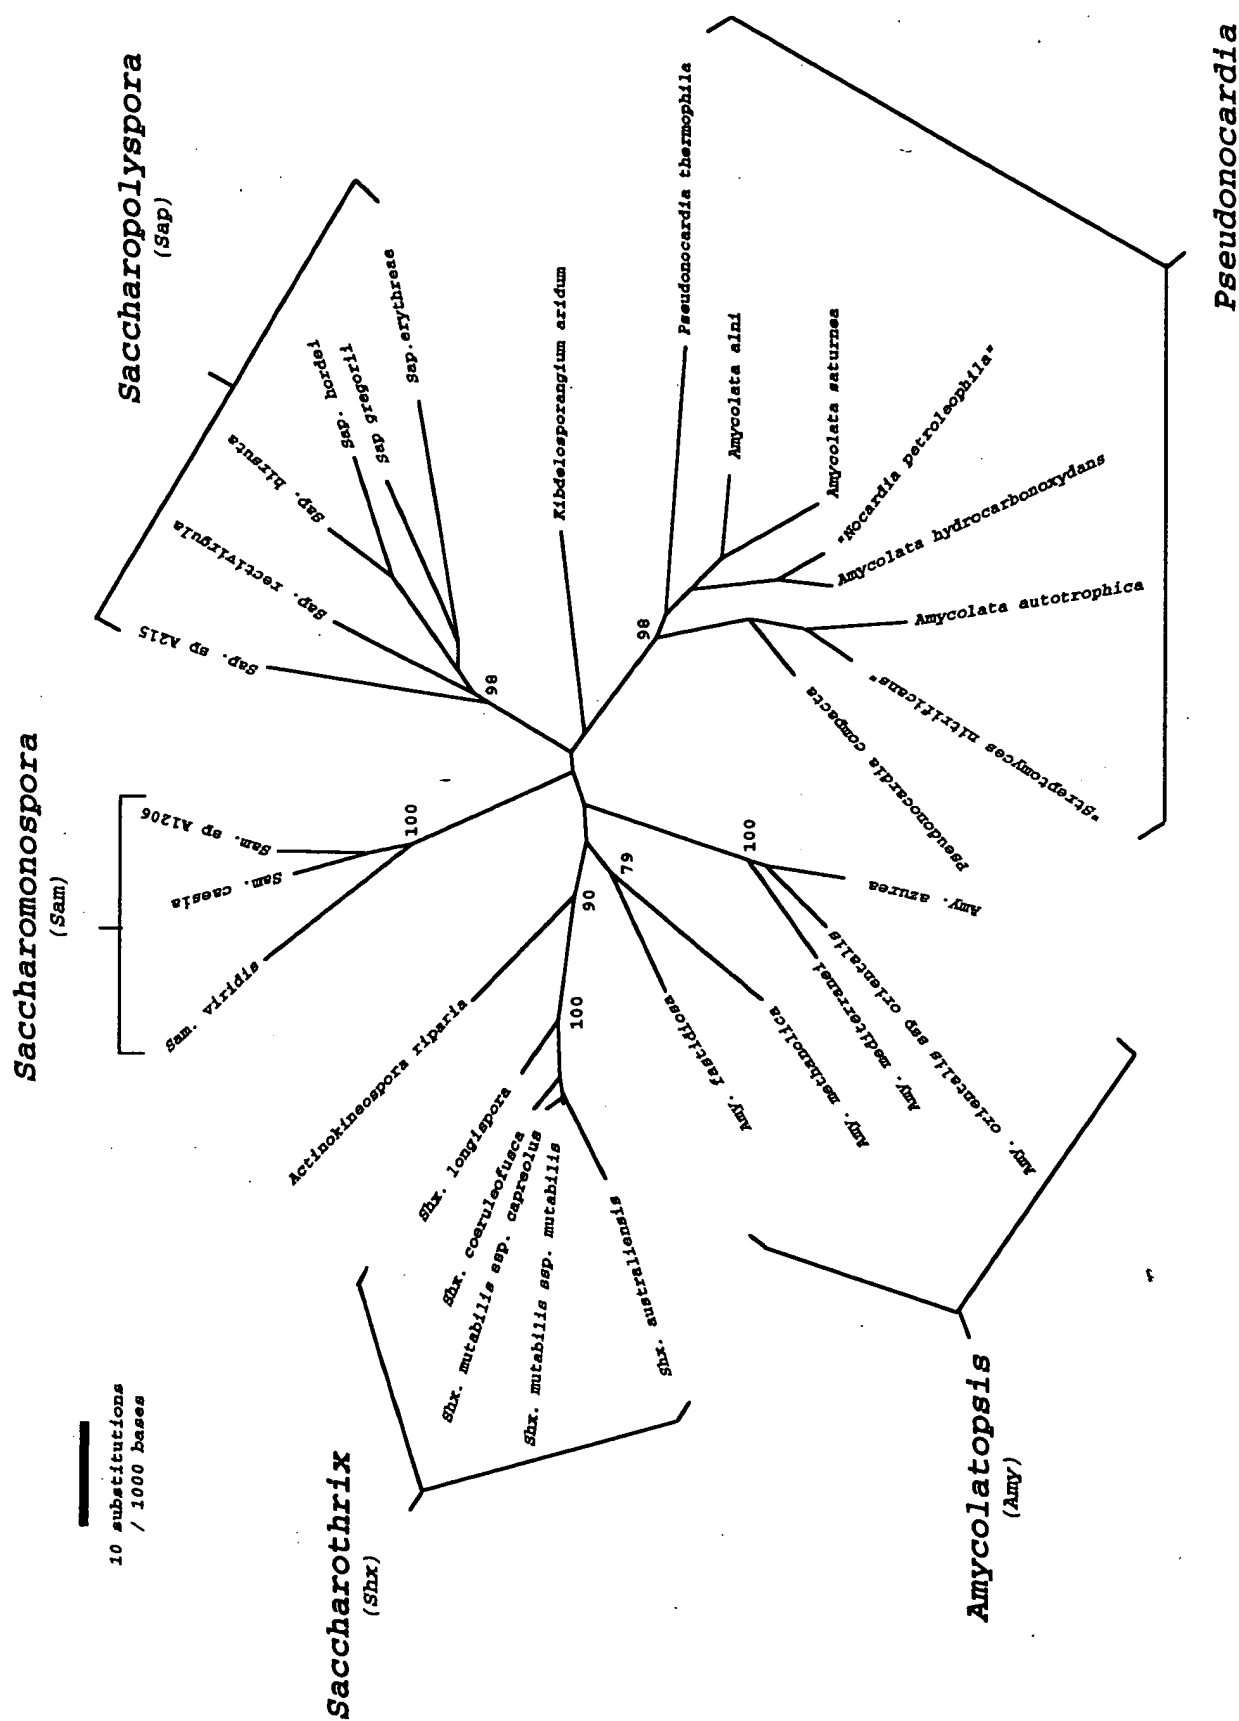 Saccharomonospora
(Sam)
Saccharopolyspora
(Sap)
Sam. viridis
Sam. caesia
Sam. sp A1206
100
Sap. sp A215
Sap. rectivirgula
Sap. hirsuta
Sap. hordei
Sap gregorii
Sap.erythreae
98
Kibdelosporangium aridum
Pseudonocardia thermophila
Amycolata alni
Amycolata saturnea
"Nocardia petroleophila"
Amycolata hydrocarbonoxydans
Amycolata autotrophica
"Streptomyces nitrificans"
Pseudonocardia compacta
98
Pseudonocardia
Amy. azurea
Amy. orientalis ssp orientalis
Amy. mediterranei
100
Amy. methanolica
Amy. fastidiosa
79
Amycolatopsis
(Amy)
Actinokineospora riparia
90
Shx. longispora
Shx. coeruleofusca
Shx. mutabilis ssp. capreolus
Shx. mutabilis ssp. mutabilis
Shx. australiensis
100
Saccharothrix
(Shx)
10 substitutions
/ 1000 bases